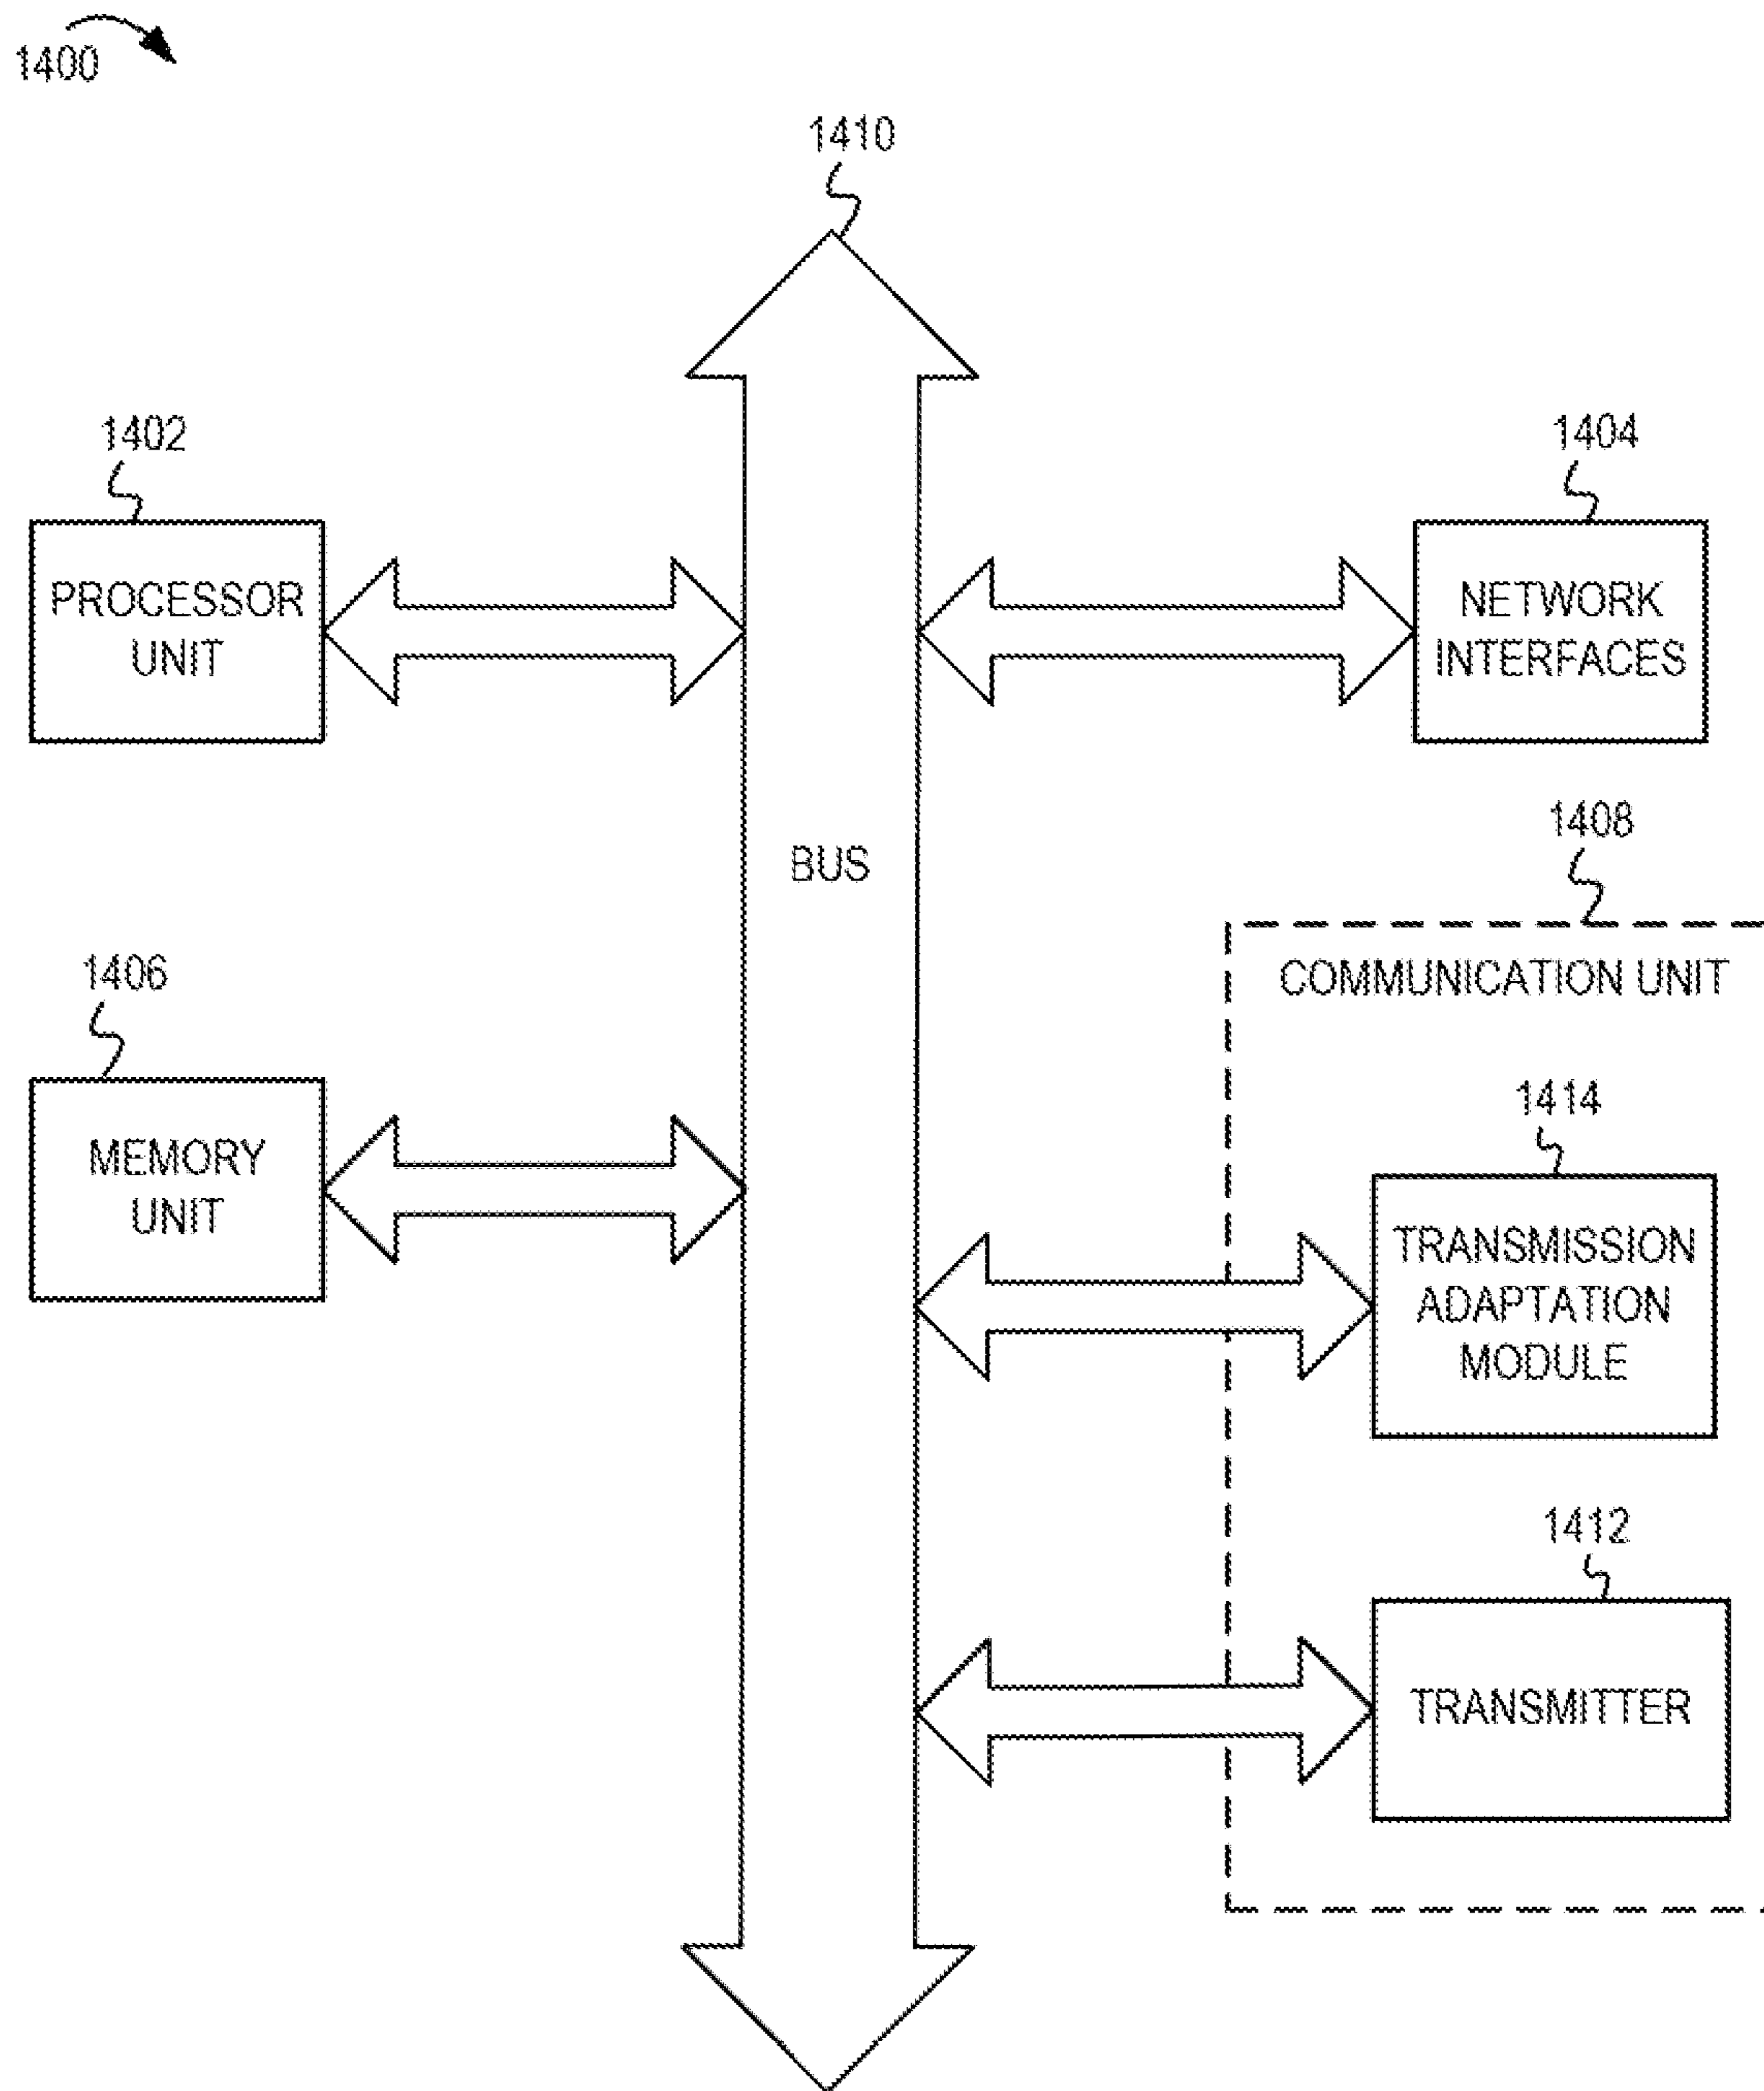 1400
1410
1402
PROCESSOR
UNIT
1404
NETWORK
INTERFACES
BUS
1408
COMMUNICATION UNIT
1406
MEMORY
UNIT
1414
TRANSMISSION
ADAPTATION
MODULE
1412
TRANSMITTER